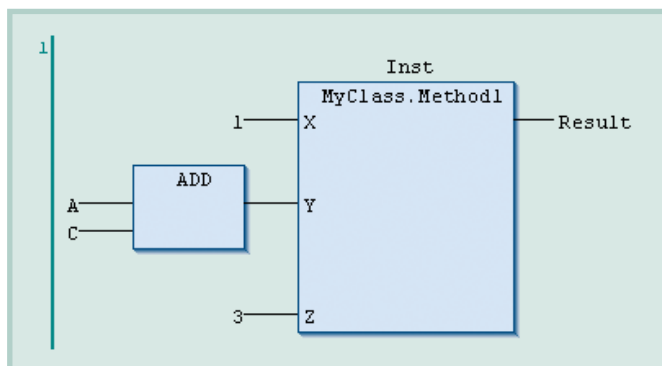 1
Inst
MyClass.Method1
1 X Result
ADD
A Y
C
3 Z